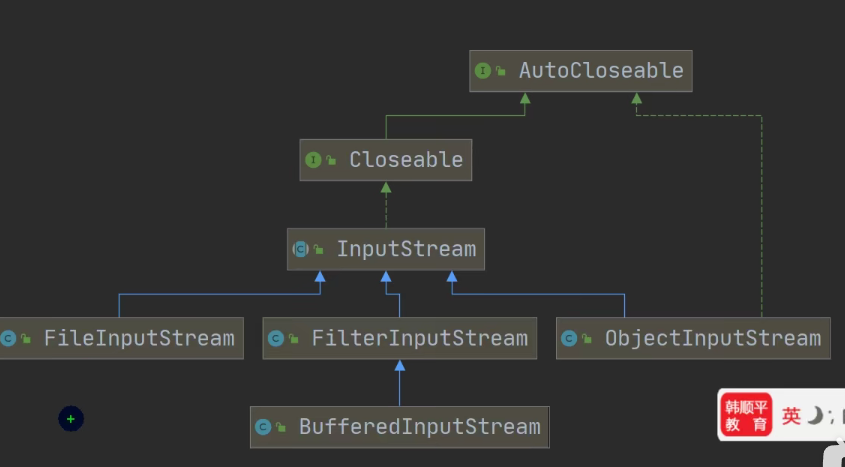 AutoCloseable
Closeable
InputStream
FileInputStream
FilterInputStream
ObjectInputStream
BufferedInputStream
韩顺平
教育
英